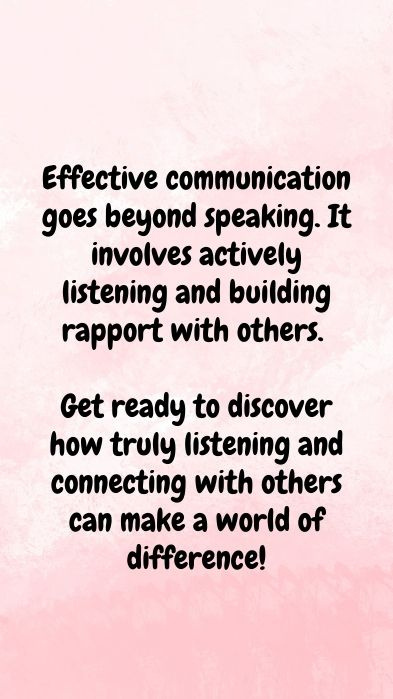 Effective communication
goes beyond speaking. It
involves actively
listening and building
rapport with others.
Get ready to discover
how truly listening and
connecting with others
can make a world of
difference!